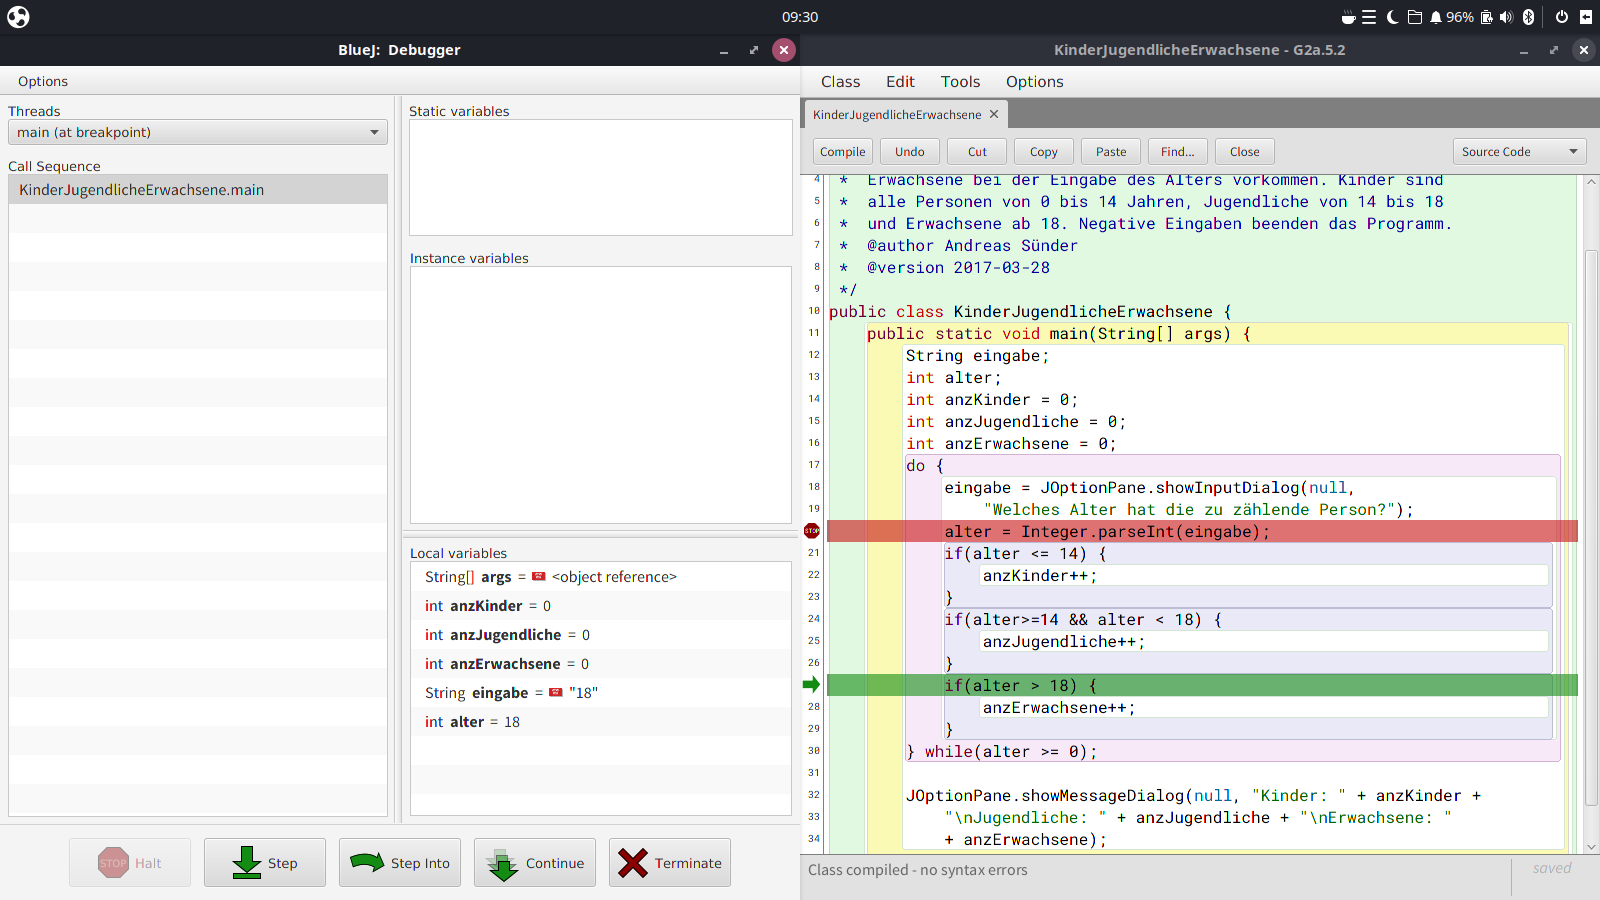 09:30
96%
BlueJ: Debugger
Options
Threads
main (at breakpoint)
Call Sequence
KinderJugendlicheErwachsene.main
Static variables
Instance variables
Local variables
String[] args = <object reference>
int anzKinder = 0
int anzJugendliche = 0
int anzErwachsene = 0
String eingabe = "18"
int alter = 18
STOP Halt
Step
Step Into
Continue
Terminate
KinderJugendlicheErwachsene - G2a.5.2
Class Edit Tools Options
KinderJugendlicheErwachsene
Compile Undo Cut Copy Paste Find... Close Source Code
4 * Erwachsene bei der Eingabe des Alters vorkommen. Kinder sind
5 * alle Personen von 0 bis 14 Jahren, Jugendliche von 14 bis 18
6 * und Erwachsene ab 18. Negative Eingaben beenden das Programm.
7 * @author Andreas Sünder
8 * @version 2017-03-28
9 */
10 public class KinderJugendlicheErwachsene {
11 public static void main(String[] args) {
12 String eingabe;
13 int alter;
14 int anzKinder = 0;
15 int anzJugendliche = 0;
16 int anzErwachsene = 0;
17 do {
18 eingabe = JOptionPane.showInputDialog(null,
19 "Welches Alter hat die zu zählende Person?");
STOP alter = Integer.parseInt(eingabe);
21 if(alter <= 14) {
22 anzKinder++;
23 }
24 if(alter>=14 && alter < 18) {
25 anzJugendliche++;
26 }
if(alter > 18) {
28 anzErwachsene++;
29 }
30 } while(alter >= 0);
31
32 JOptionPane.showMessageDialog(null, "Kinder: " + anzKinder +
33 "\nJugendliche: " + anzJugendliche + "\nErwachsene: "
34 + anzErwachsene);
Class compiled - no syntax errors
saved